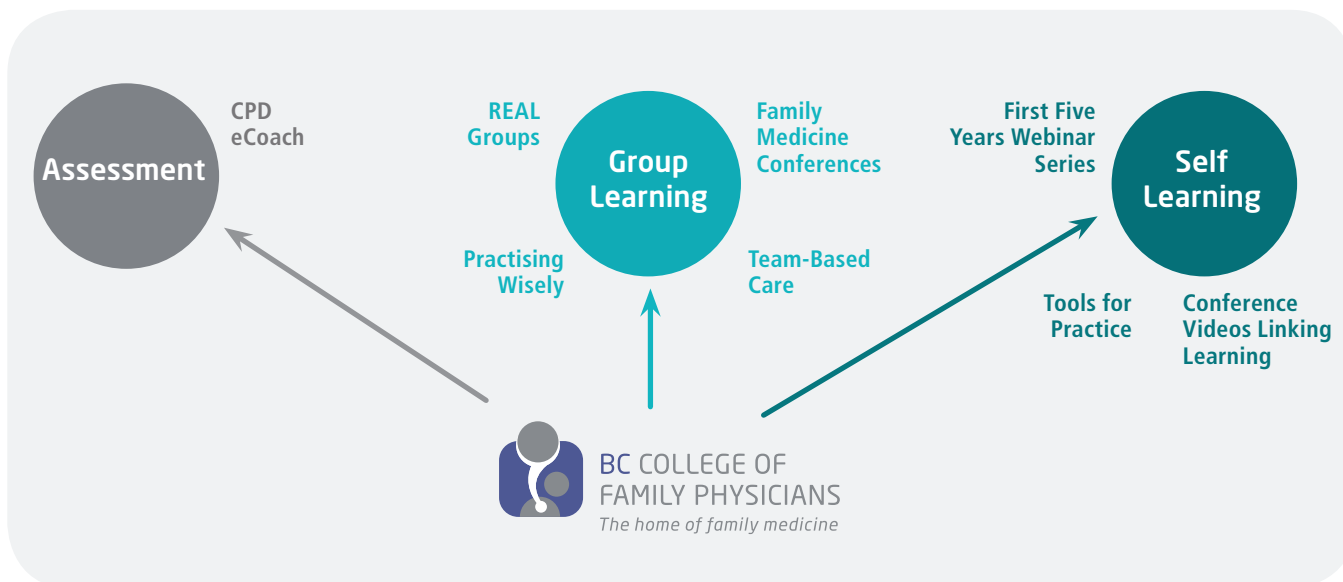 Assessment
CPD
eCoach
REAL
Groups
Group
Learning
Family
Medicine
Conferences
Practising
Wisely
Team-Based
Care
First Five
Years Webinar
Series
Self
Learning
Tools for
Practice
Conference
Videos Linking
Learning
BC COLLEGE OF
FAMILY PHYSICIANS
The home of family medicine